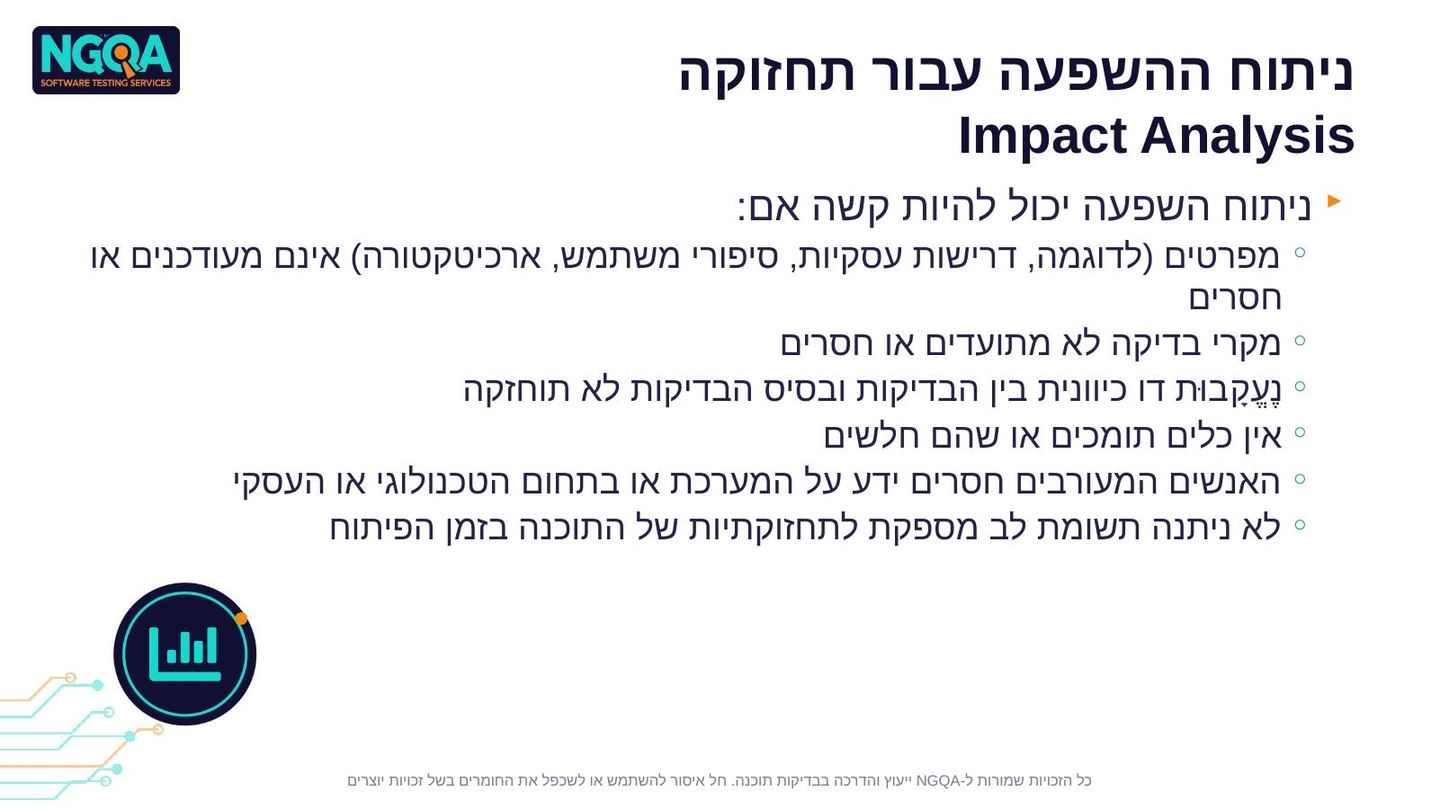 NGQA
SOFTWARE TESTING SERVICES
ניתוח ההשפעה עבור תחזוקה
Impact Analysis
ניתוח השפעה יכול להיות קשה אם:
מפרטים (לדוגמה, דרישות עסקיות, סיפורי משתמש, ארכיטקטורה) אינם מעודכנים או
חסרים
מקרי בדיקה לא מתועדים או חסרים
נֶעֱקָבוּת דו כיוונית בין הבדיקות ובסיס הבדיקות לא תוחזקה
אין כלים תומכים או שהם חלשים
האנשים המעורבים חסרים ידע על המערכת או בתחום הטכנולוגי או העסקי
לא ניתנה תשומת לב מספקת לתחזוקתיות של התוכנה בזמן הפיתוח
כל הזכויות שמורות ל-NGQA ייעוץ והדרכה בבדיקות תוכנה. חל איסור להשתמש או לשכפל את החומרים בשל זכויות יוצרים